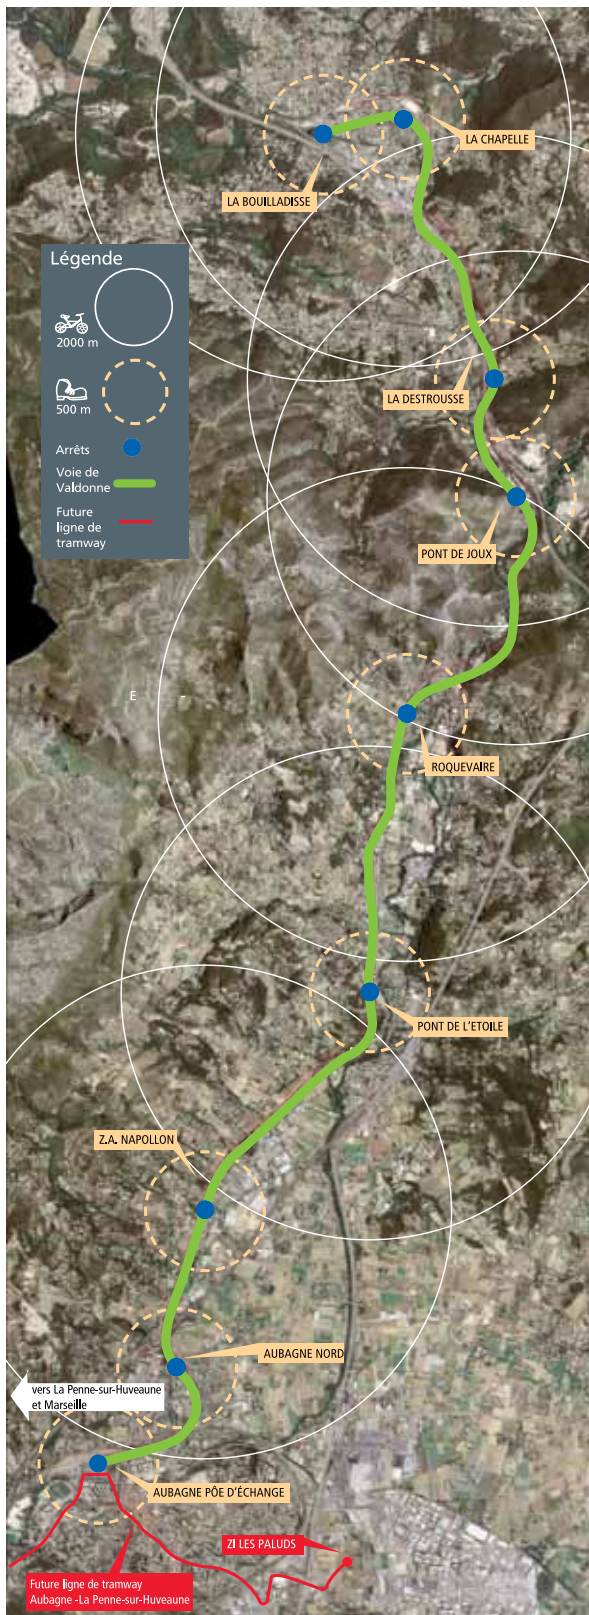 LA CHAPELLE
LA BOUILLADISSE
Légende
2000 m
500 m
Arrêts
Voie de
Valdonne
Future
ligne de
tramway
LA DESTROUSSE
PONT DE JOUX
E -
ROQUEVAIRE
PONT DE L'ETOILE
Z.A. NAPOLLON
AUBAGNE NORD
vers La Penne-sur-Huveaune
et Marseille
AUBAGNE PÔE D'ÉCHANGE
ZI LES PALUDS
Future ligne de tramway
Aubagne -La Penne-sur-Huveaune